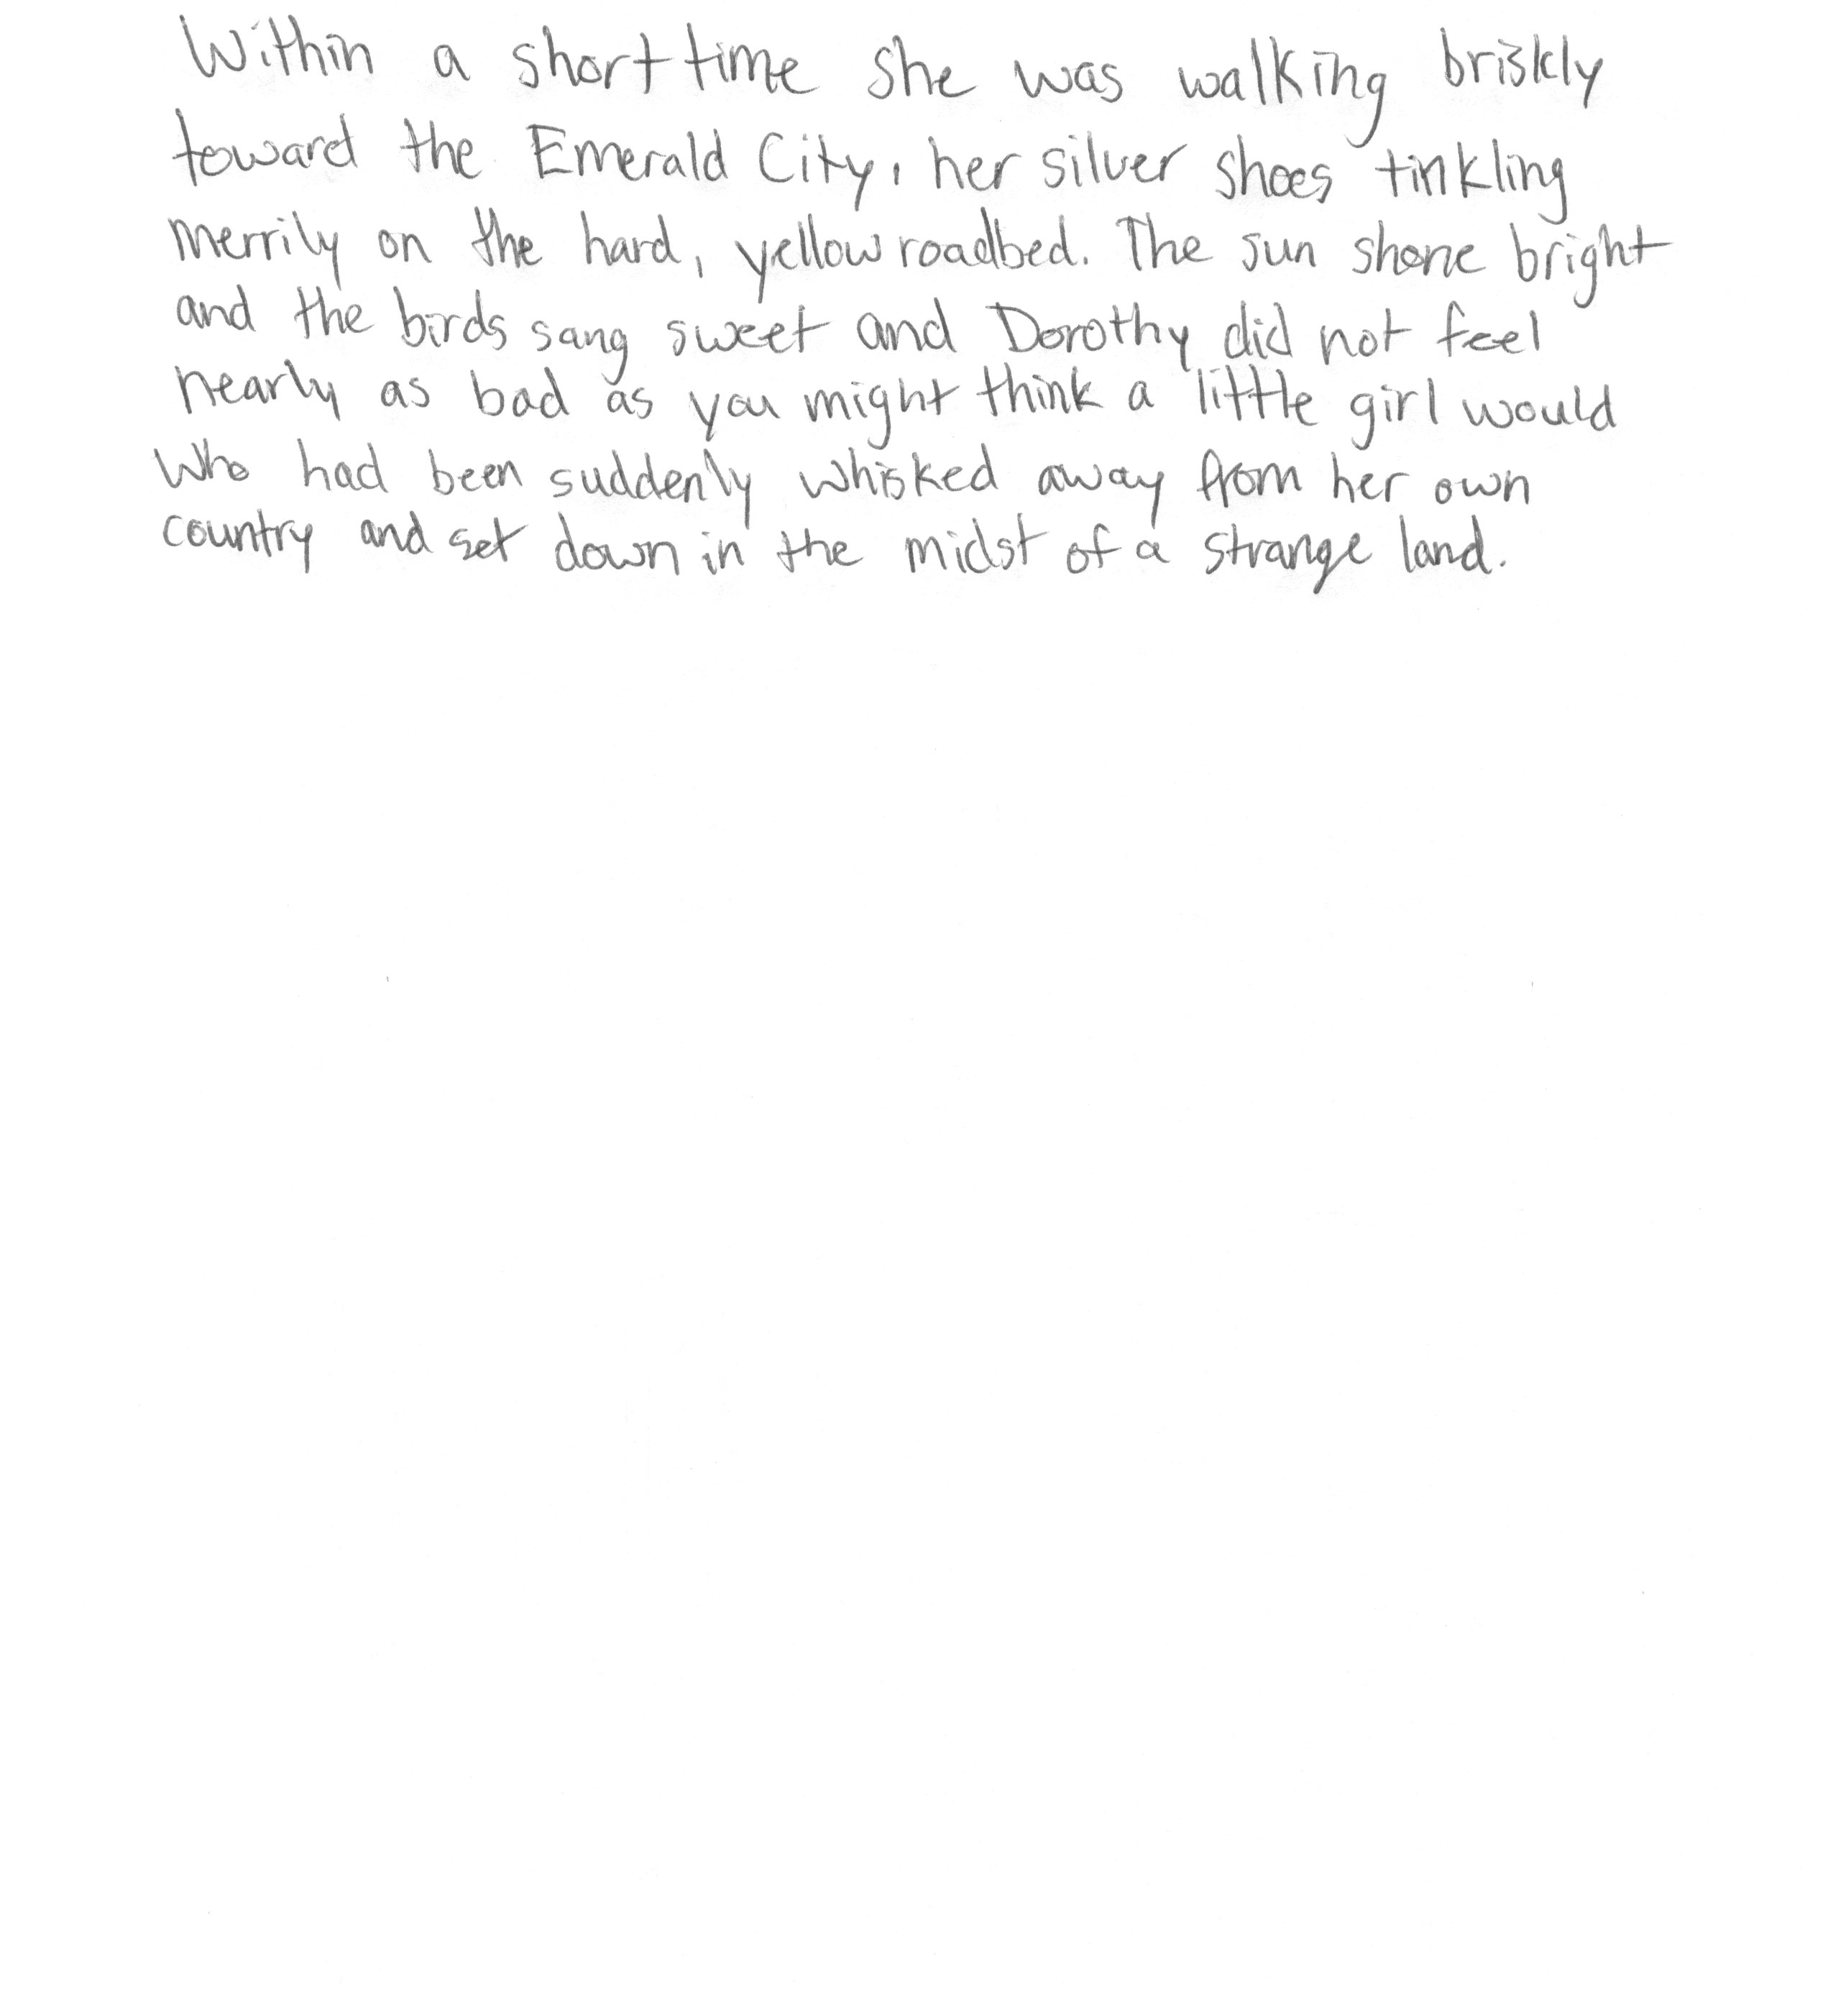 Within a short time she was walking briskly
toward the Emerald City, her silver shoes tinkling
merrily on the hard, yellow roadbed. The sun shone bright
and the birds sang sweet and Dorothy did not feel
nearly as bad as you might think a little girl would
who had been suddenly whisked away from her own
country and set down in the midst of a strange land.